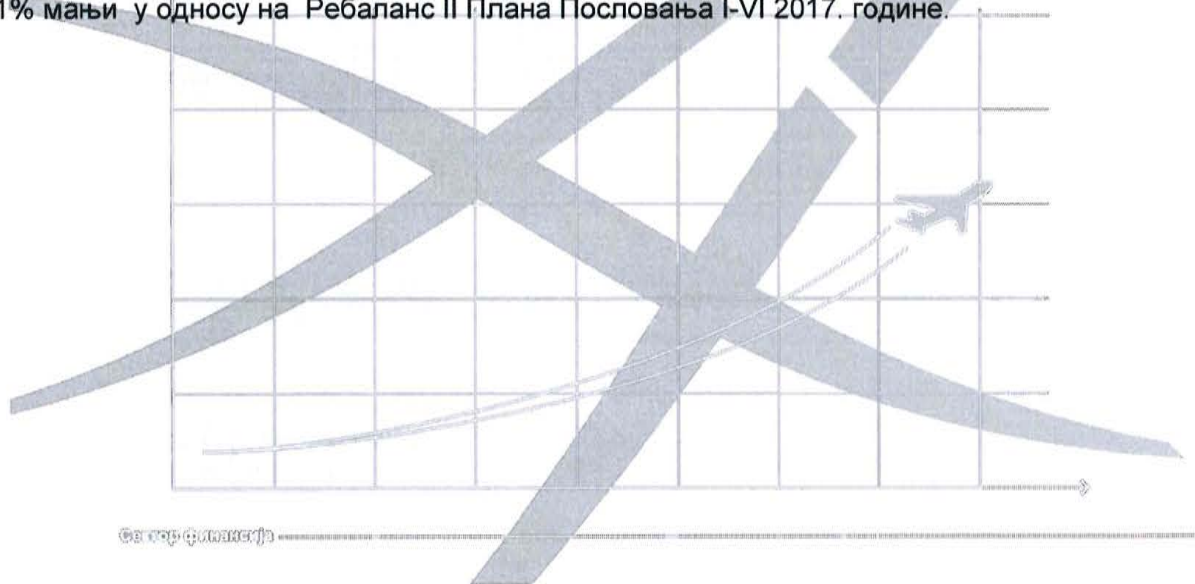 1% мањи у односу на Ребаланс II Плана Пословања I-VI 2017. године.
Сектор финансија